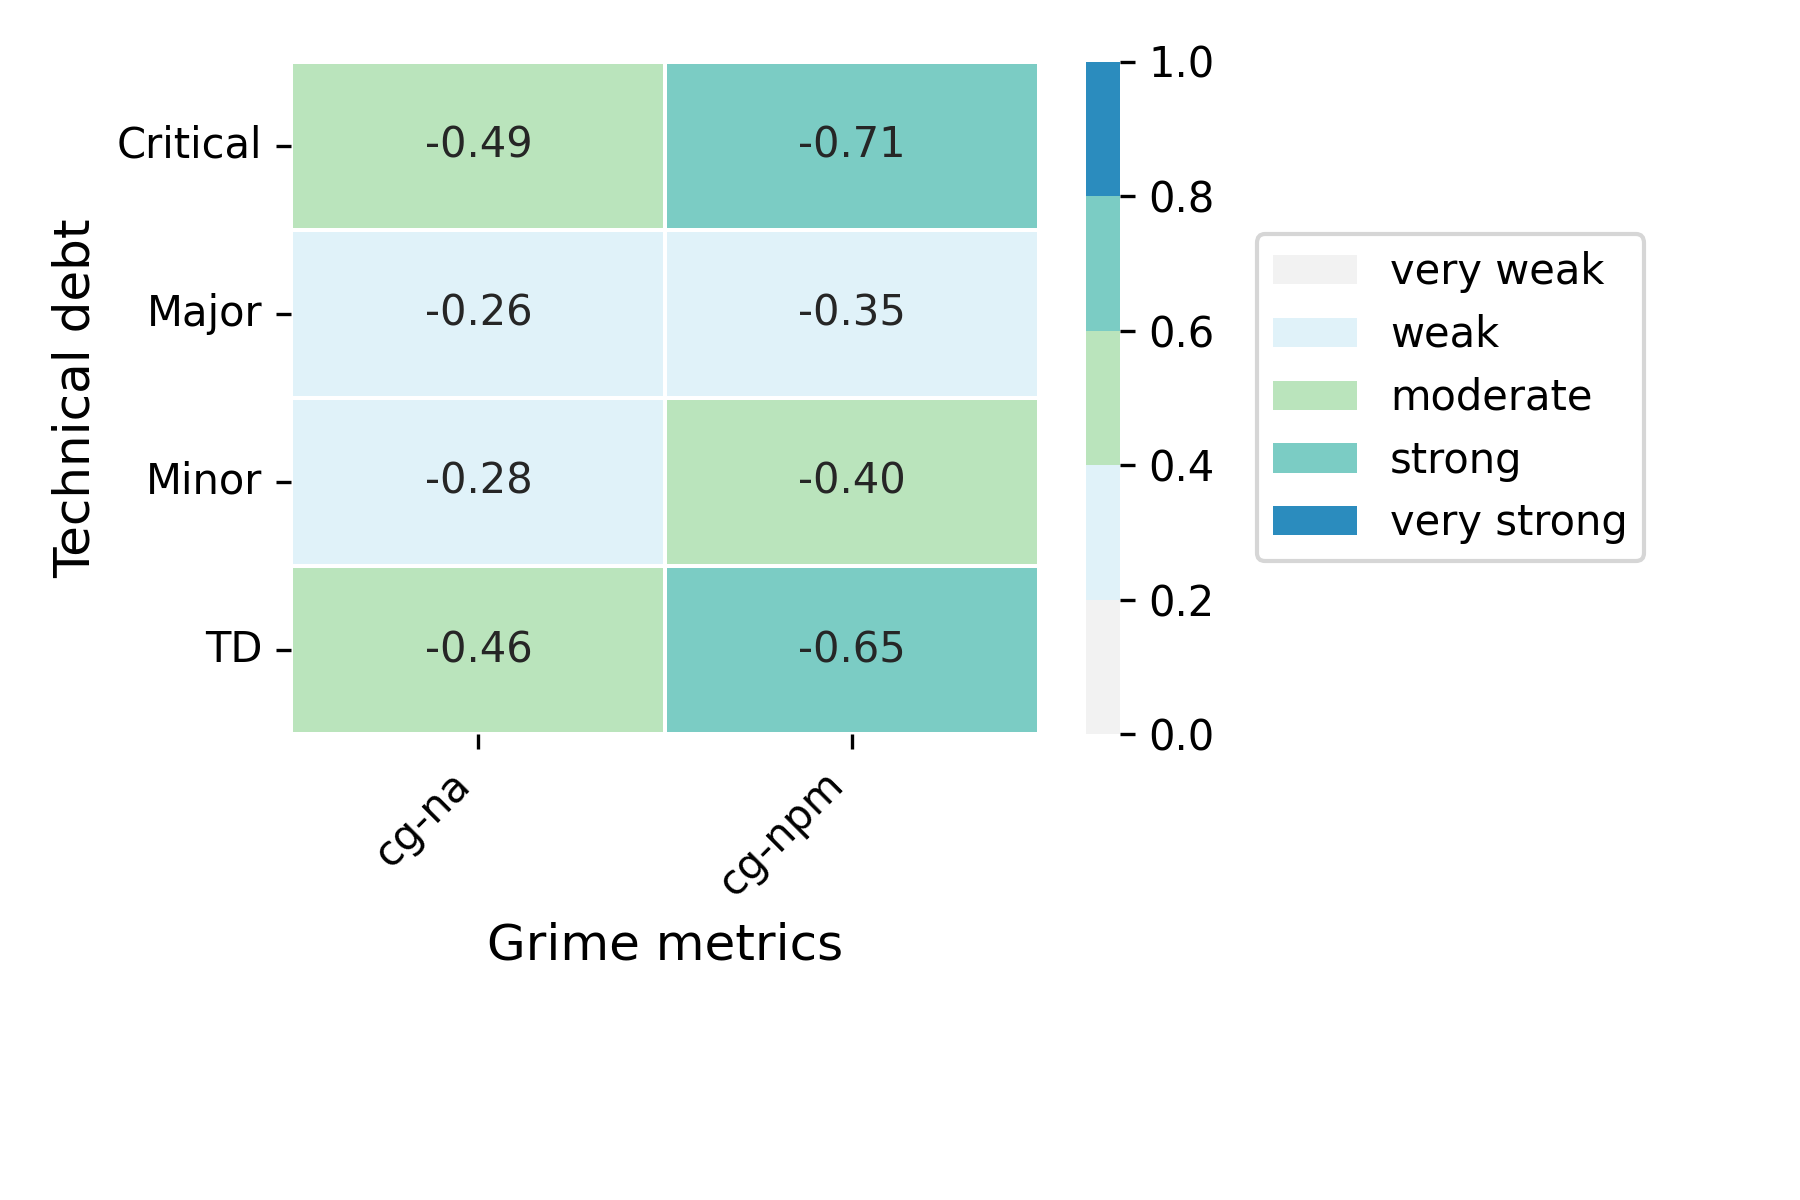 Technical debt
Critical
Major
Minor
TD
-0.49 -0.71
-0.26 -0.35
-0.28 -0.40
-0.46 -0.65
cg-na
cg-npm
Grime metrics
1.0
0.8
0.6
0.4
0.2
0.0
very weak
weak
moderate
strong
very strong